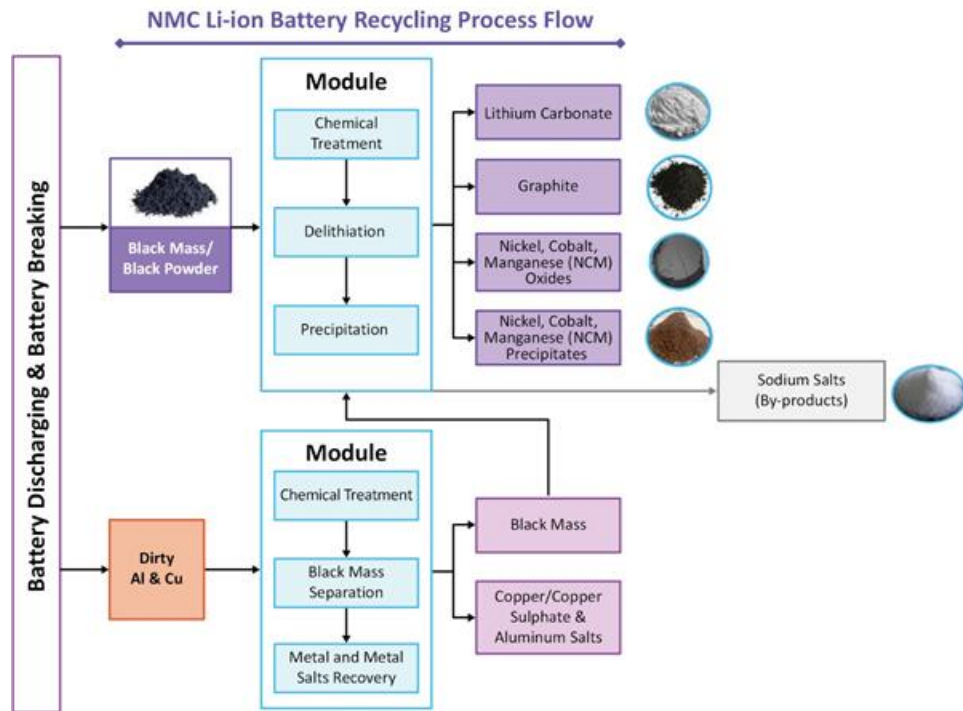 NMC Li-ion Battery Recycling Process Flow
Battery Discharging & Battery Breaking
Black Mass/
Black Powder
Module
Chemical
Treatment
Delithiation
Precipitation
Lithium Carbonate
Graphite
Nickel, Cobalt,
Manganese (NCM)
Oxides
Nickel, Cobalt,
Manganese (NCM)
Precipitates
Sodium Salts
(By-products)
Dirty
Al & Cu
Module
Chemical Treatment
Black Mass
Separation
Metal and Metal
Salts Recovery
Black Mass
Copper/Copper
Sulphate &
Aluminum Salts